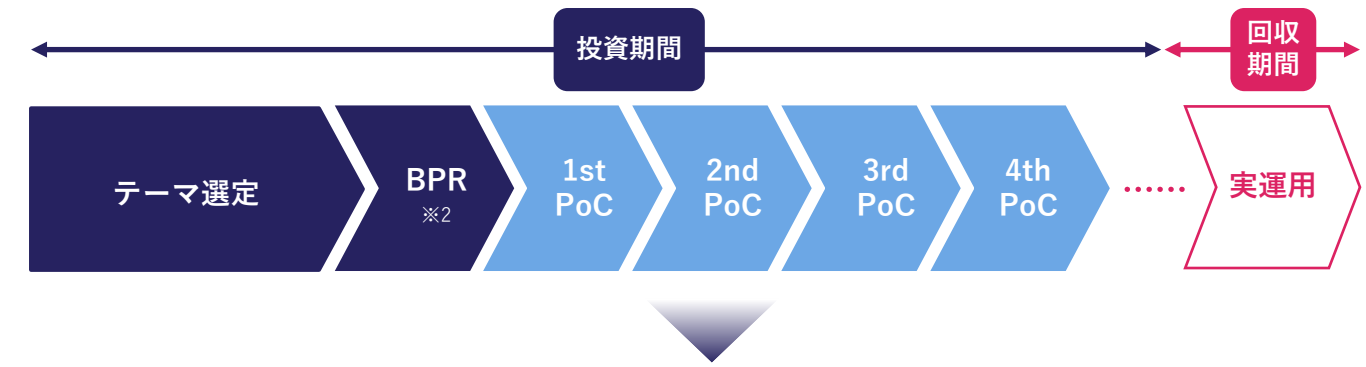 投資期間
回収
期間
テーマ選定
BPR
※2
1st
PoC
2nd
PoC
3rd
PoC
4th
PoC
……
実運用